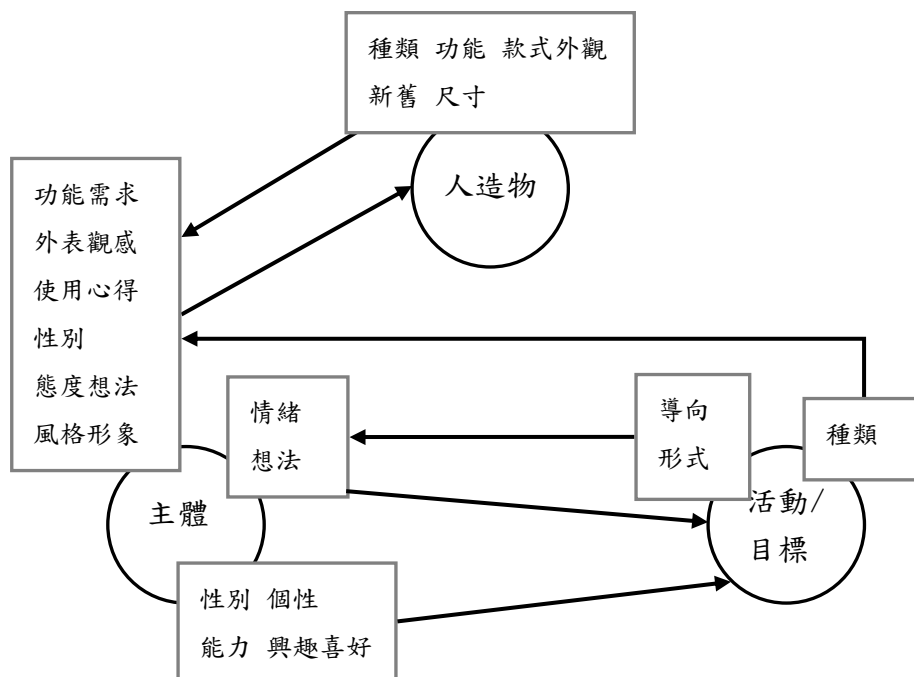 種類 功能 款式外觀
新舊 尺寸
人造物
功能需求
外表觀感
使用心得
性別
態度想法
風格形象
情緒
想法
導向
形式
種類
主體
活動/
目標
性別 個性
能力 興趣喜好